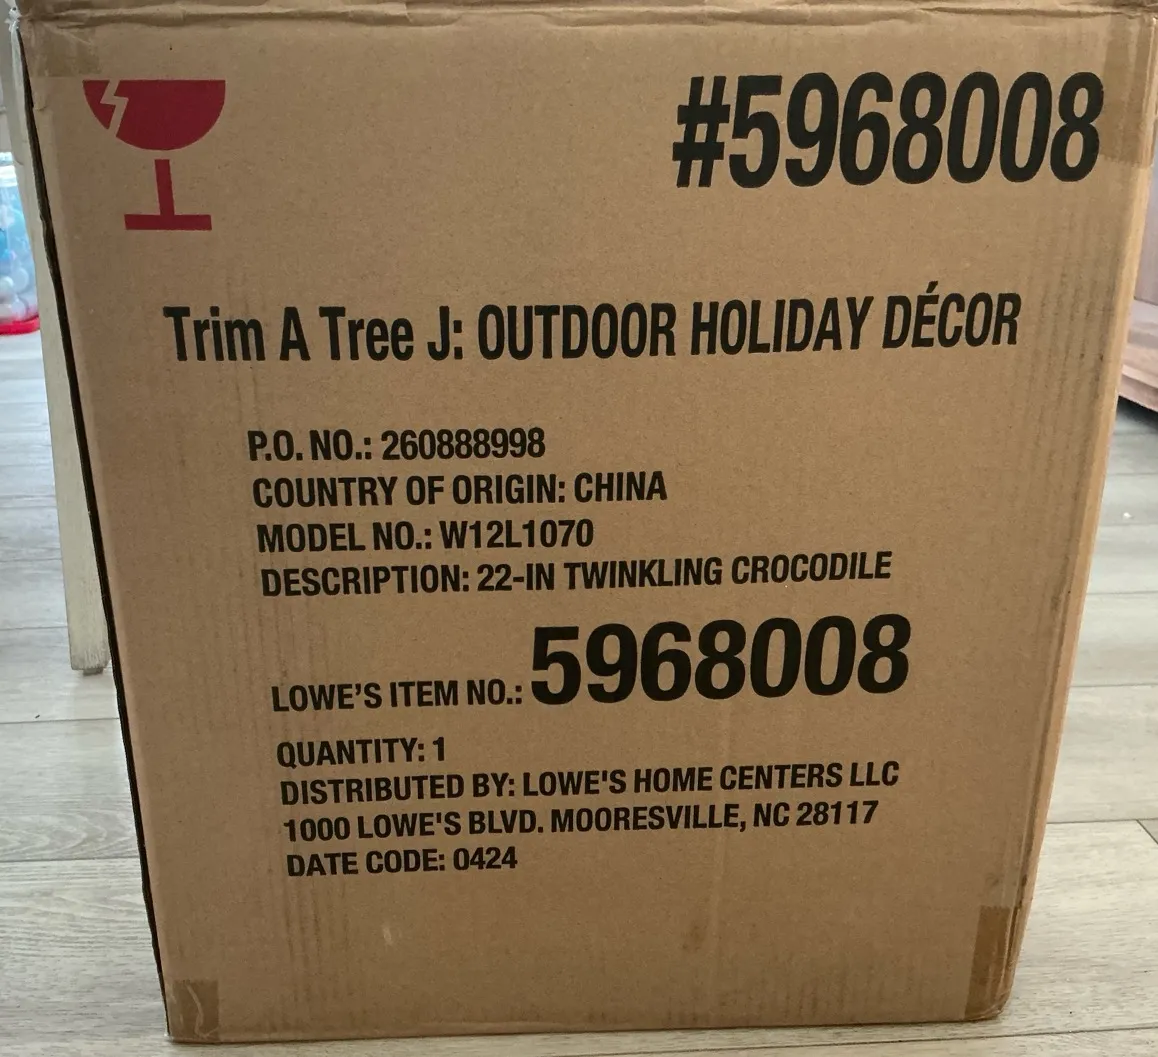 #5968008
Trim A Tree J: OUTDOOR HOLIDAY DÉCOR
P.O. NO.: 260888998
COUNTRY OF ORIGIN: CHINA
MODEL NO.: W12L1070
DESCRIPTION: 22-IN TWINKLING CROCODILE
LOWE'S ITEM NO.: 5968008
QUANTITY: 1
DISTRIBUTED BY: LOWE'S HOME CENTERS LLC
1000 LOWE'S BLVD. MOORESVILLE, NC 28117
DATE CODE: 0424